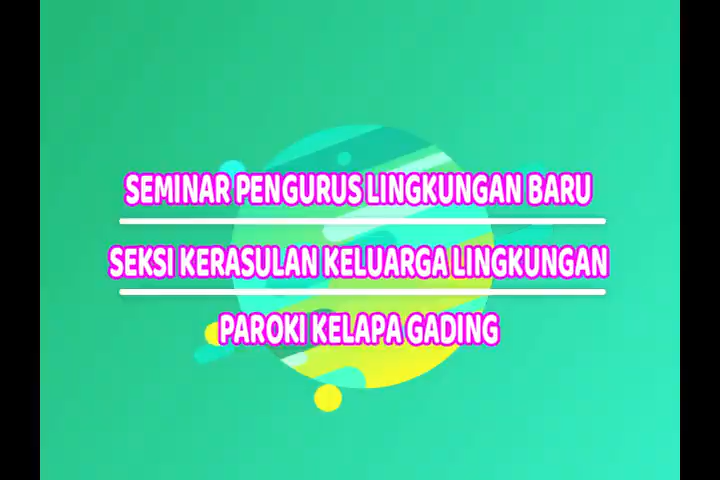 SEMINAR PENGURUS LINGKUNGAN BARU
SEKSI KERASULAN KELUARGA LINGKUNGAN
PAROKI KELAPA GADING